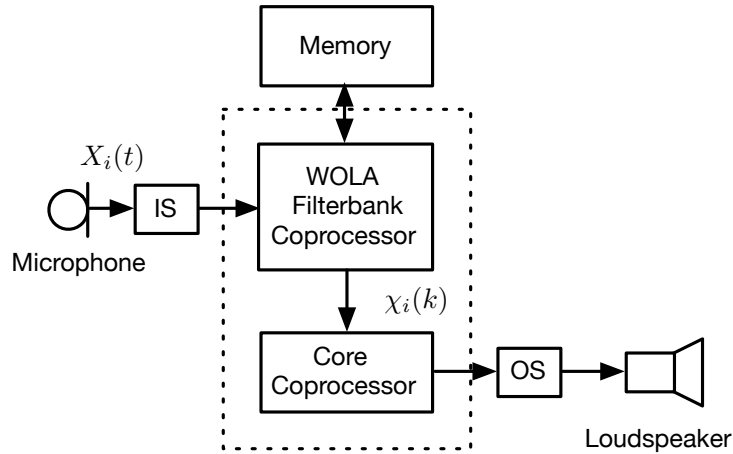 Memory
X_i(t)
WOLA
Filterbank
Coprocessor
IS
Microphone
χ_i(k)
Core
Coprocessor
OS
Loudspeaker